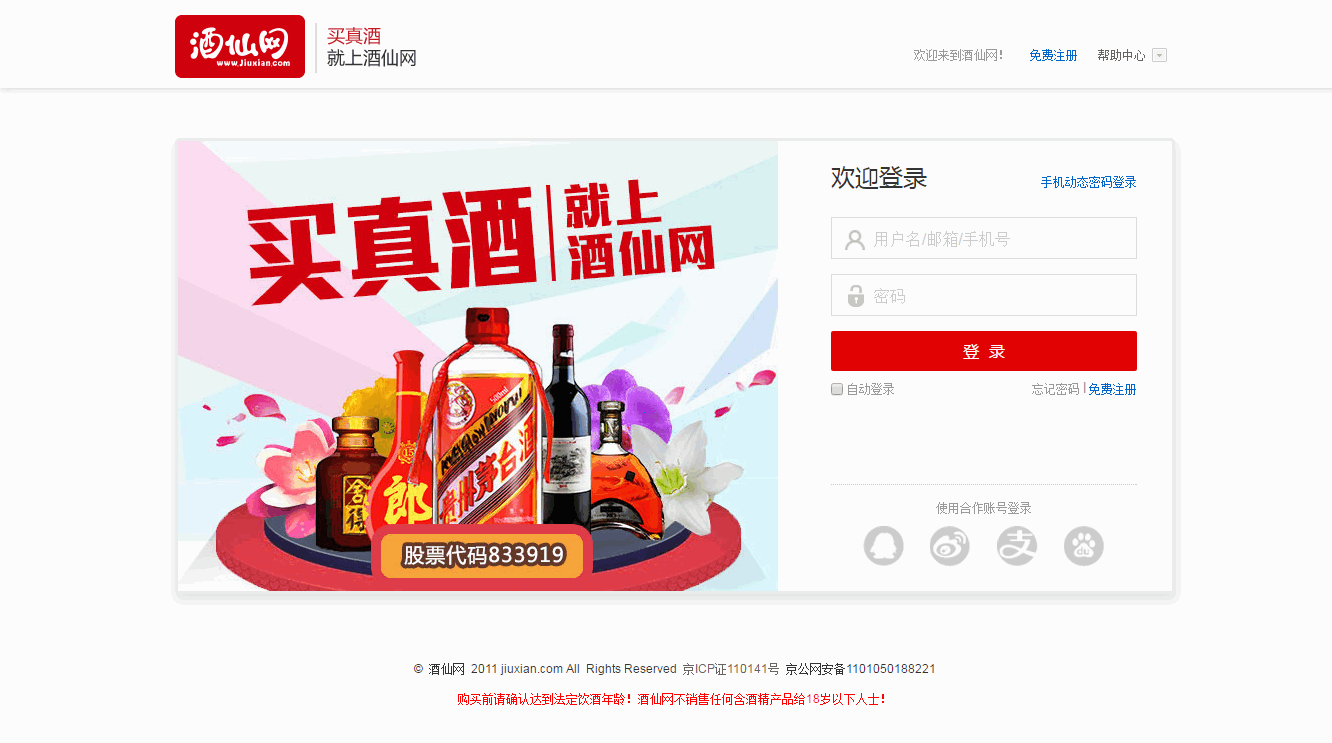 酒仙网
www.Jiuxian.com
买真酒
就上酒仙网
欢迎来到酒仙网！
免费注册
帮助中心
买真酒
就上
酒仙网
500ml
贵州茅台酒
郎
舍得
股票代码833919
欢迎登录
手机动态密码登录
用户名/邮箱/手机号
密码
登 录
自动登录
忘记密码 | 免费注册
使用合作账号登录
支
du
© 酒仙网 2011 jiuxian.com All Rights Reserved 京ICP证110141号 京公网安备1101050188221
购买前请确认达到法定饮酒年龄！酒仙网不销售任何含酒精产品给18岁以下人士！